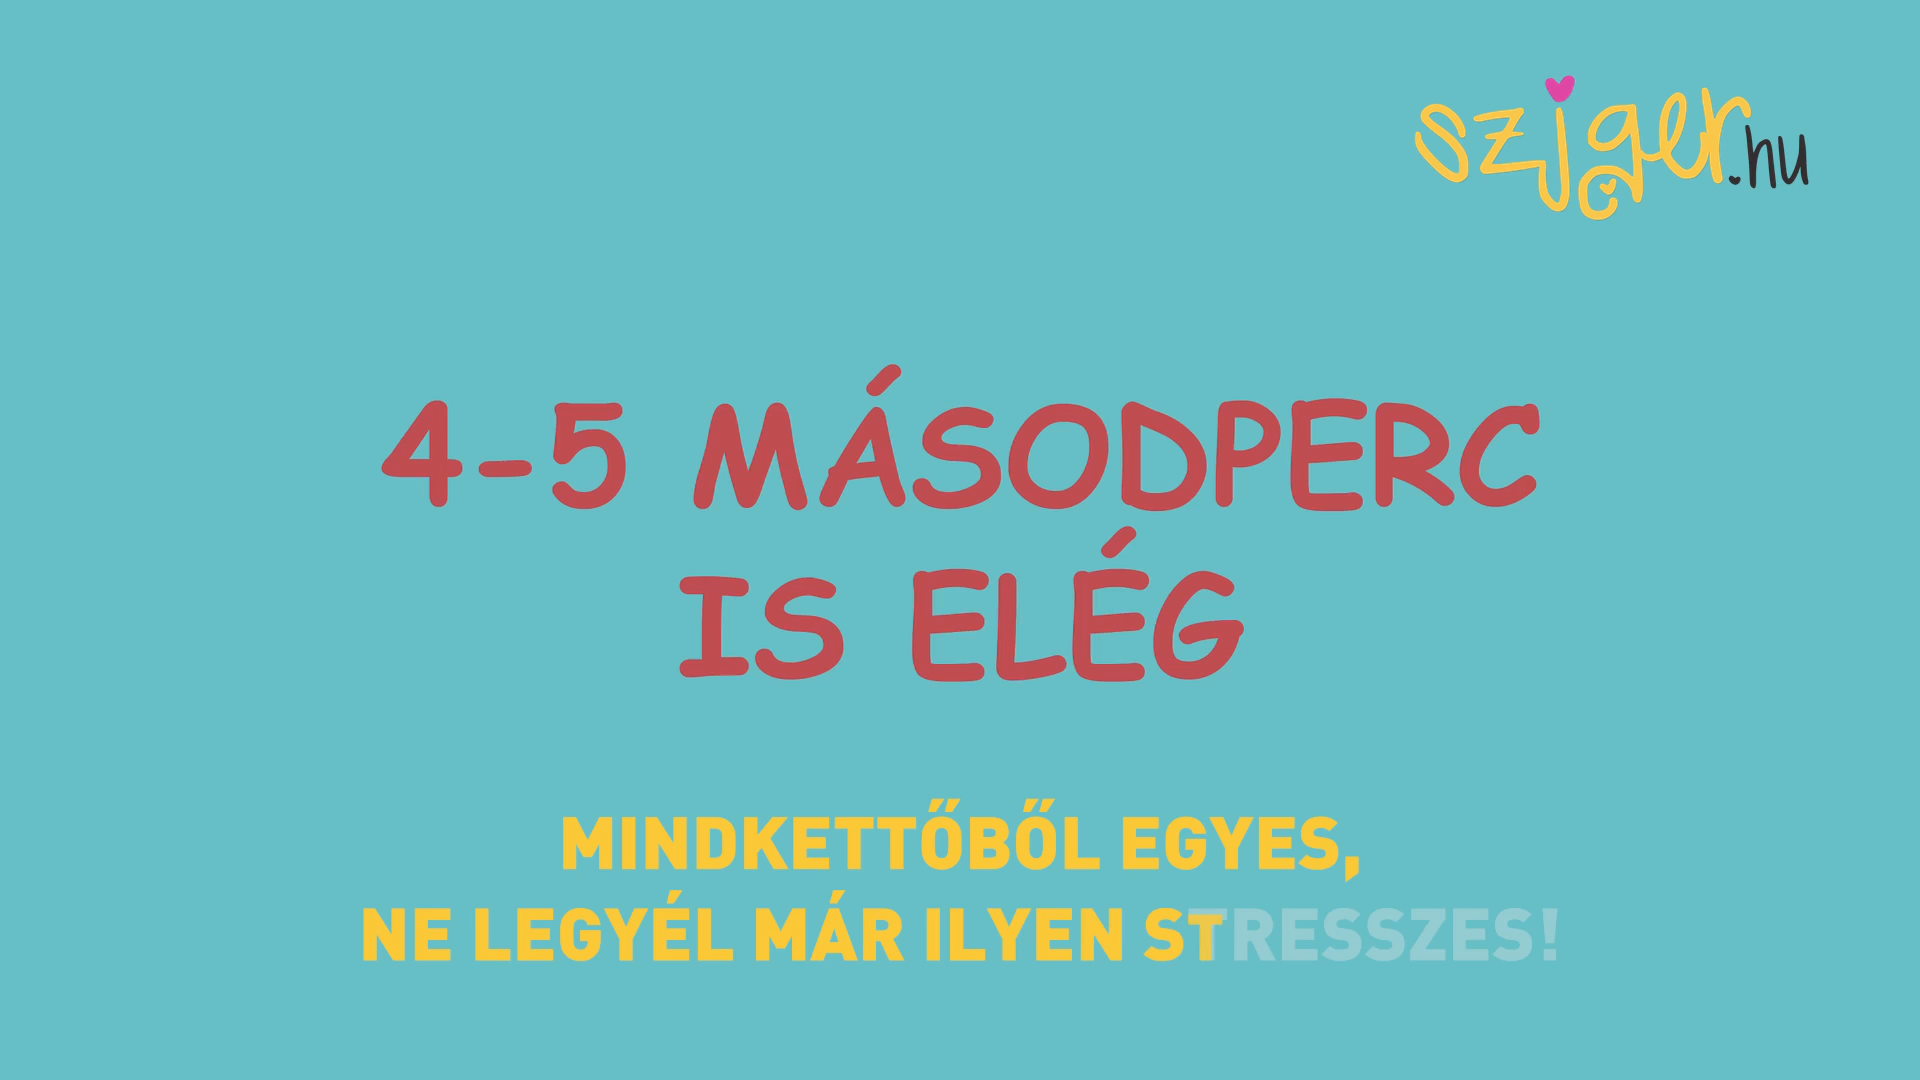 szjger.hu
4-5 MÁSODPERC
IS ELÉG
MINDKETTŐBŐL EGYES,
NE LEGYÉL MÁR ILYEN STRESSZES!